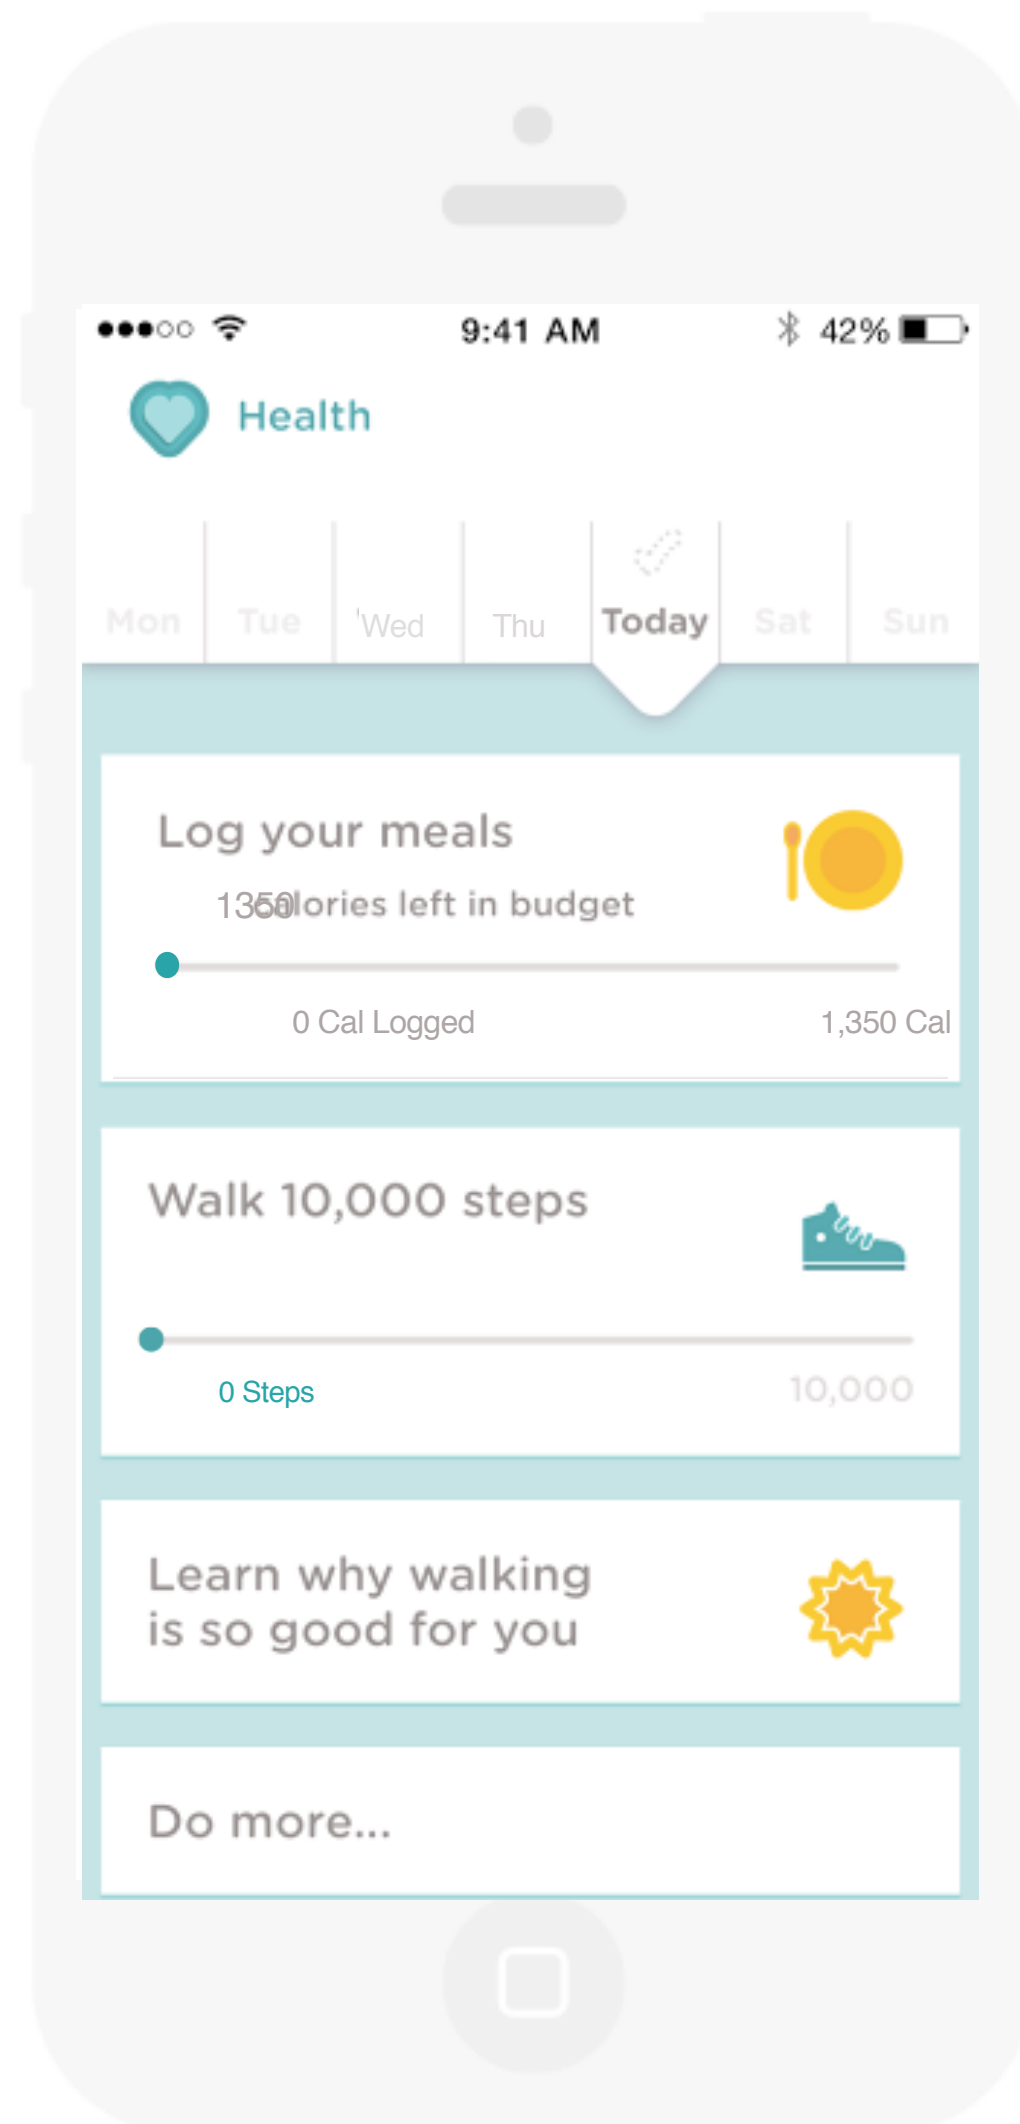 9:41 AM 42%
Health
Mon Tue Wed Thu Today Sat Sun
Log your meals
1350 calories left in budget
0 Cal Logged 1,350 Cal
Walk 10,000 steps
0 Steps 10,000
Learn why walking
is so good for you
Do more...